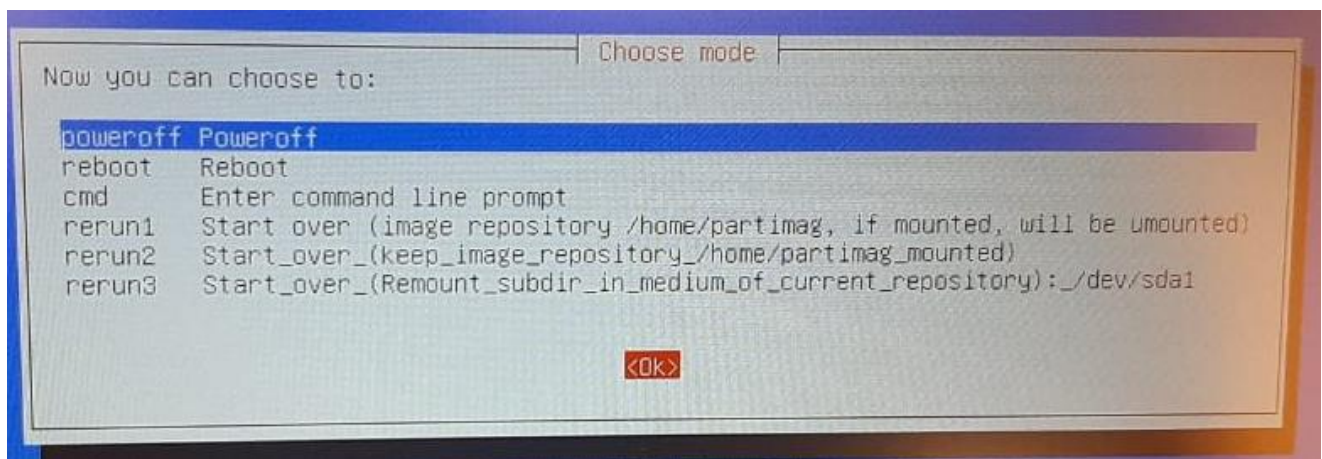 Choose mode
Now you can choose to:
poweroff Poweroff
reboot Reboot
cmd Enter command line prompt
rerun1 Start over (image repository /home/partimag, if mounted, will be umounted)
rerun2 Start_over_(keep_image_repository_/home/partimag_mounted)
rerun3 Start_over_(Remount_subdir_in_medium_of_current_repository):_/dev/sda1
<Ok>